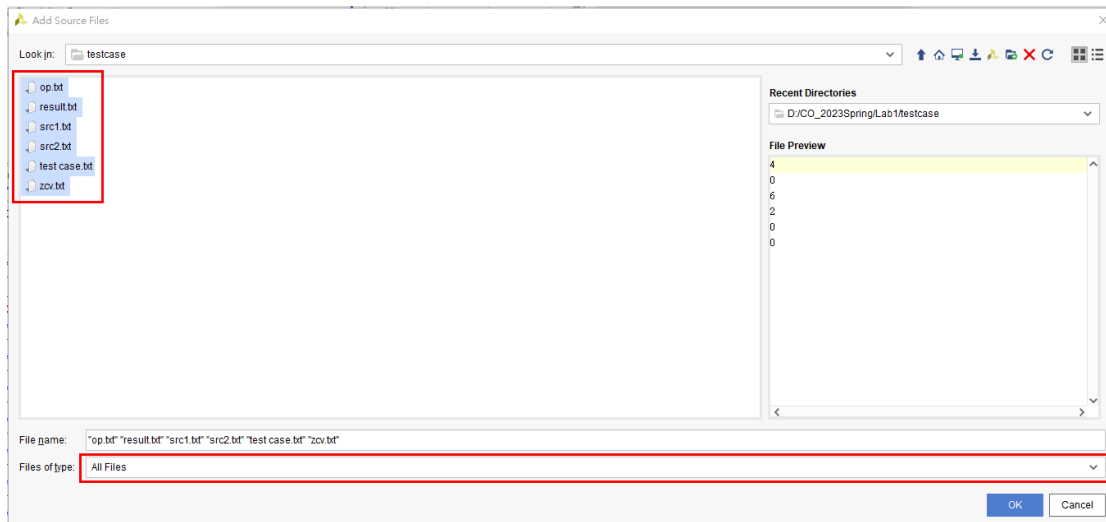 Add Source Files
Look in: testcase
op.txt
result.txt
src1.txt
src2.txt
test case.txt
zcv.txt
Recent Directories
D:/CO_2023Spring/Lab1/testcase
File Preview
4
0
6
2
0
0
File name: "op.txt" "result.txt" "src1.txt" "src2.txt" "test case.txt" "zcv.txt"
Files of type: All Files
OK Cancel